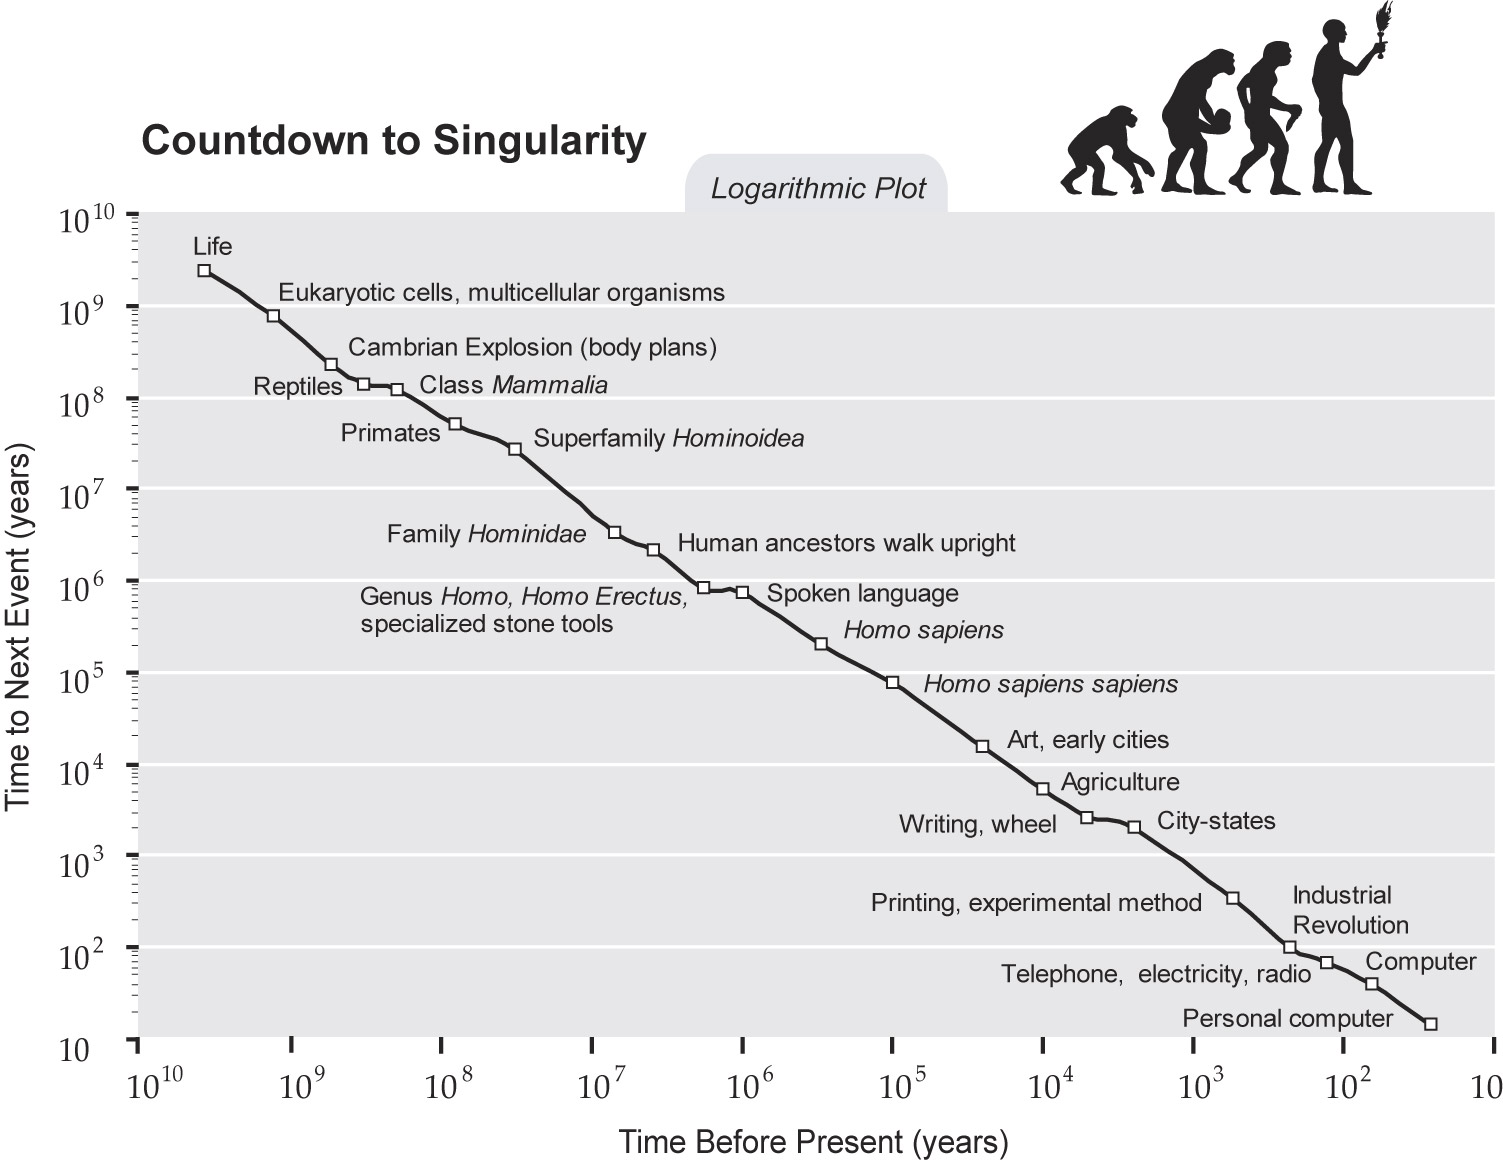 Countdown to Singularity
Logarithmic Plot
Time to Next Event (years)
10^10
10^9
10^8
10^7
10^6
10^5
10^4
10^3
10^2
10
Life
Eukaryotic cells, multicellular organisms
Cambrian Explosion (body plans)
Reptiles
Class Mammalia
Primates
Superfamily Hominoidea
Family Hominidae
Human ancestors walk upright
Genus Homo, Homo Erectus,
specialized stone tools
Spoken language
Homo sapiens
Homo sapiens sapiens
Art, early cities
Agriculture
Writing, wheel
City-states
Printing, experimental method
Industrial
Revolution
Telephone, electricity, radio
Computer
Personal computer
10^10 10^9 10^8 10^7 10^6 10^5 10^4 10^3 10^2 10
Time Before Present (years)